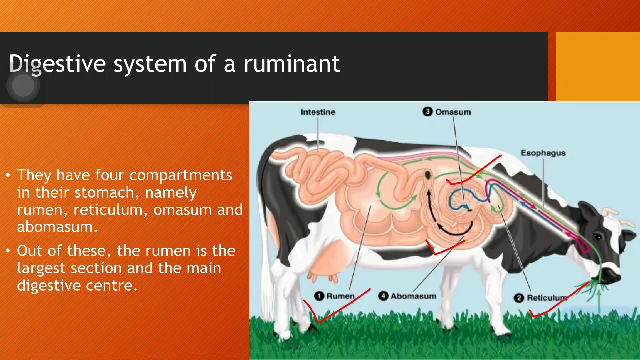 Digestive system of a ruminant
• They have four compartments
in their stomach, namely
rumen, reticulum, omasum and
abomasum.
• Out of these, the rumen is the
largest section and the main
digestive centre.
Intestine
3 Omasum
Esophagus
1 Rumen
4 Abomasum
2 Reticulum